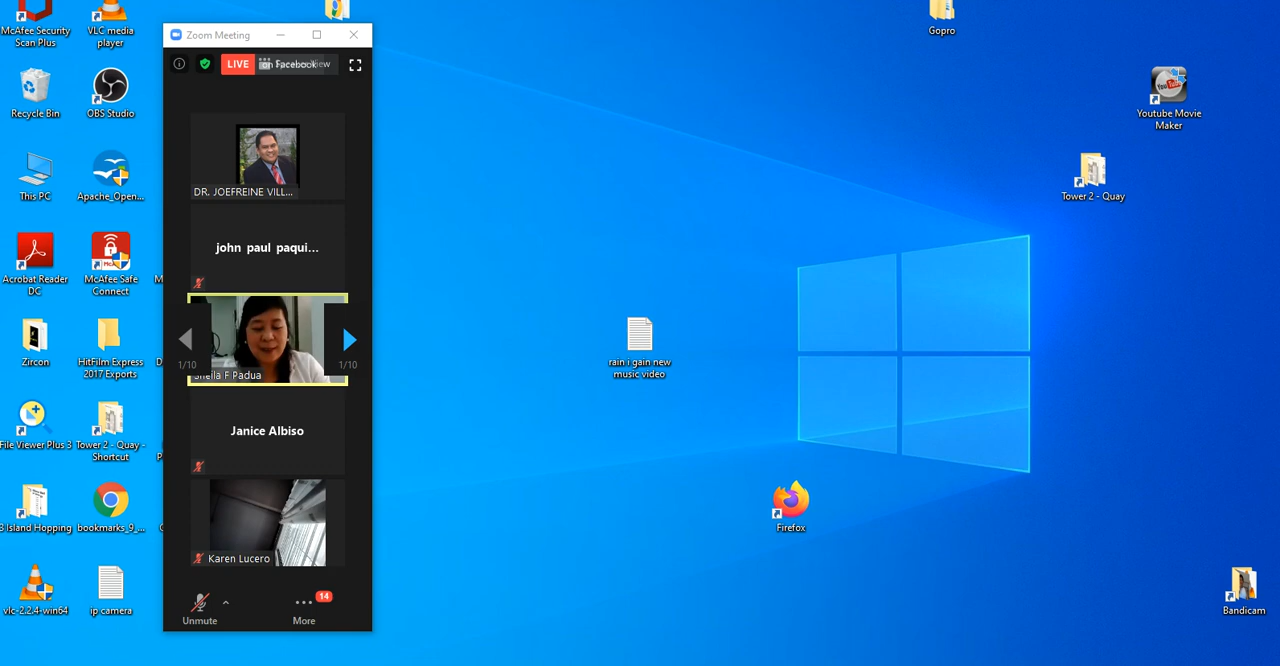 McAfee Security
Scan Plus
VLC media
player
Gopro
Zoom Meeting
LIVE
on Facebook
Recycle Bin
OBS Studio
YouTube
Youtube Movie
Maker
DR. JOEFREINE VILL...
This PC
Apache_Open...
Tower 2 - Quay
john paul paqui...
Acrobat Reader
DC
McAfee Safe
Connect
M
1/10
1/10
Sheila F Padua
rain i gain new
music video
Zircon
HitFilm Express
2017 Exports
D
Janice Albiso
File Viewer Plus 3
Tower 2 - Quay -
Shortcut
P
3 Island Hopping
bookmarks_9_...
Firefox
Karen Lucero
vlc-2.2.4-win64
ip camera
14
Unmute
More
Bandicam